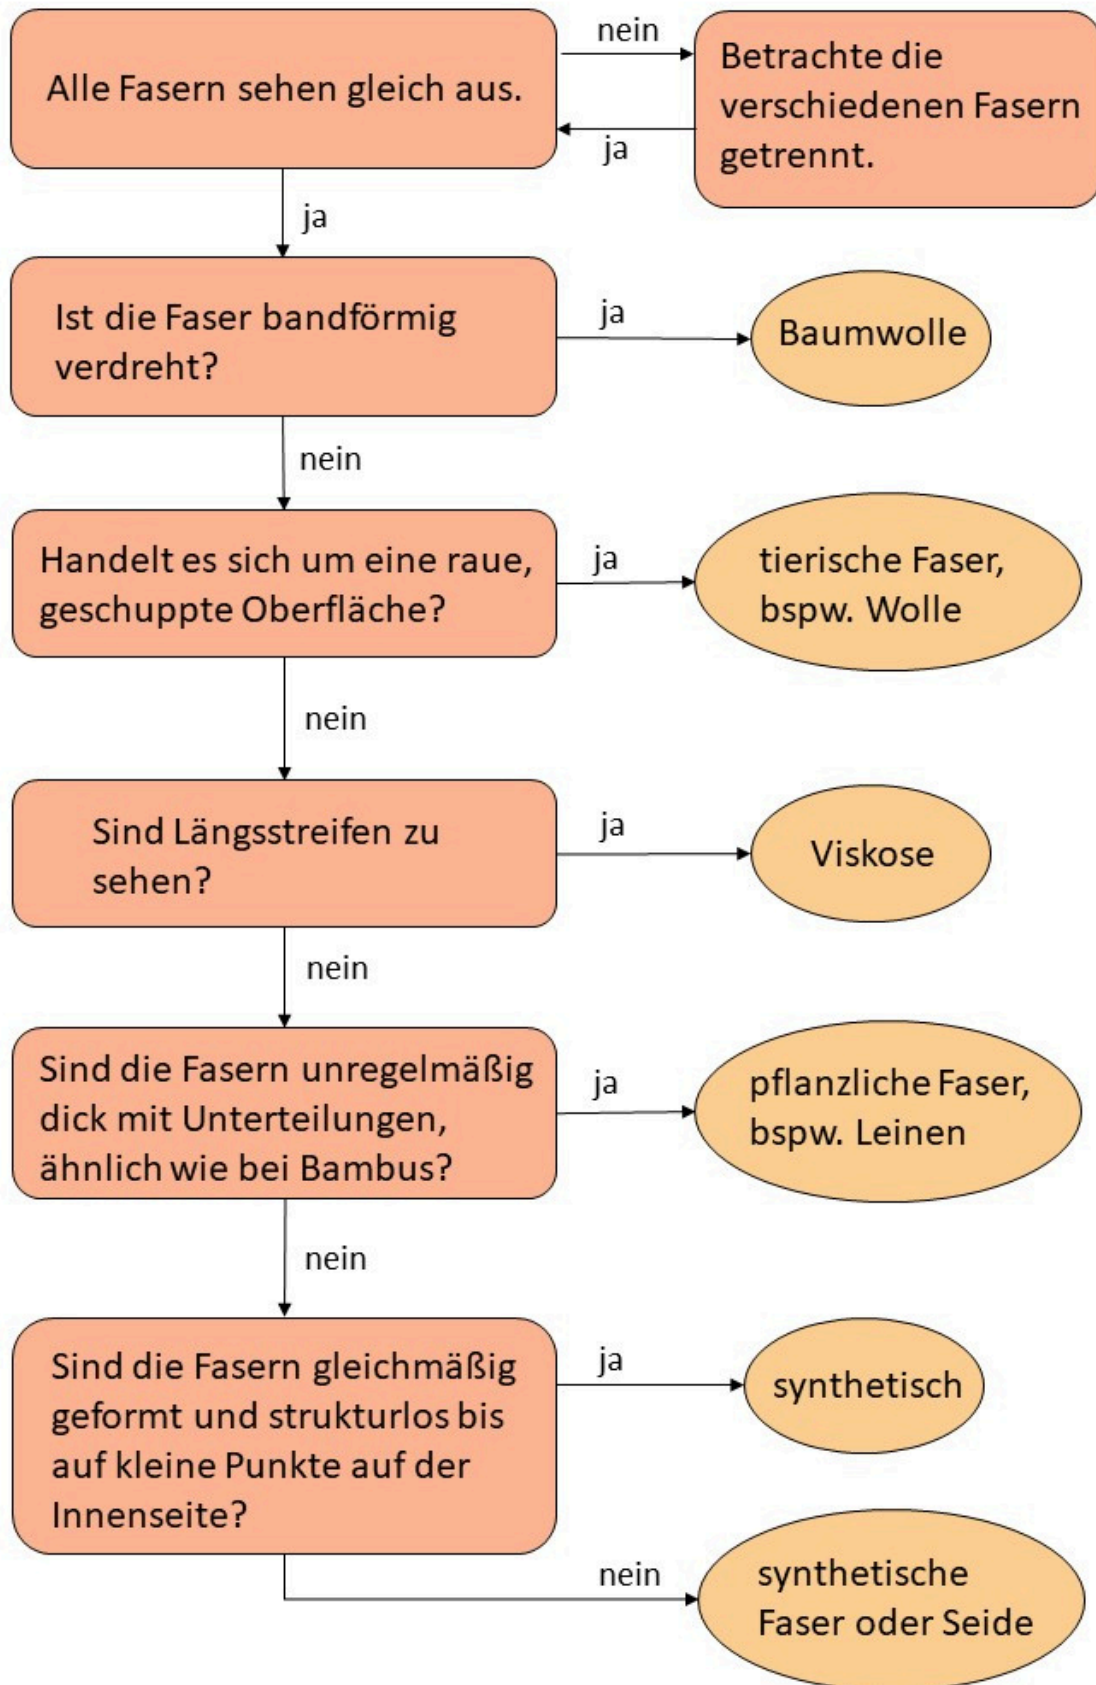 Alle Fasern sehen gleich aus.
nein
Betrachte die
verschiedenen Fasern
getrennt.
ja
ja
Ist die Faser bandförmig
verdreht?
ja
Baumwolle
nein
Handelt es sich um eine raue,
geschuppte Oberfläche?
ja
tierische Faser,
bspw. Wolle
nein
Sind Längsstreifen zu
sehen?
ja
Viskose
nein
Sind die Fasern unregelmäßig
dick mit Unterteilungen,
ähnlich wie bei Bambus?
ja
pflanzliche Faser,
bspw. Leinen
nein
Sind die Fasern gleichmäßig
geformt und strukturlos bis
auf kleine Punkte auf der
Innenseite?
ja
synthetisch
nein
synthetische
Faser oder Seide